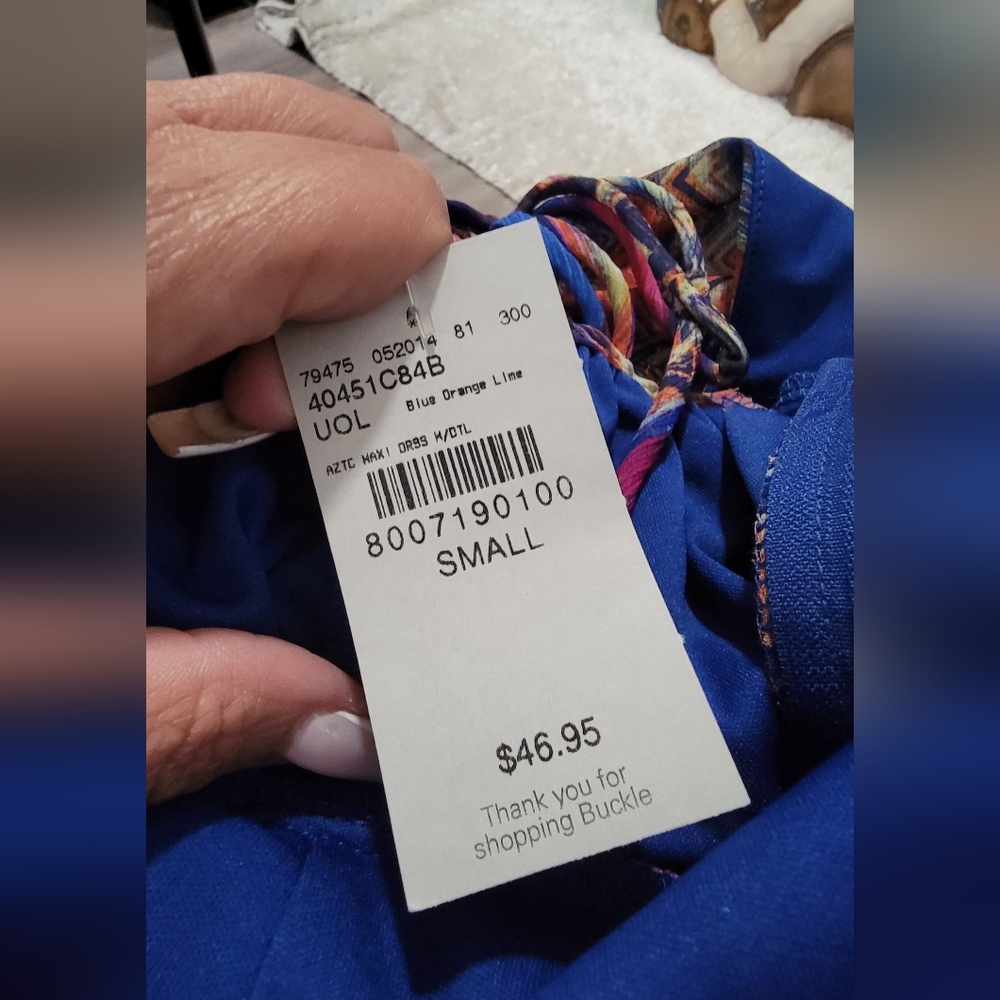 79475 052014 81 300
40451C84B
UOL Blue Orange Lime
AZTC MAXI DRSS W/DTL
8007190100
SMALL
$46.95
Thank you for
shopping Buckle